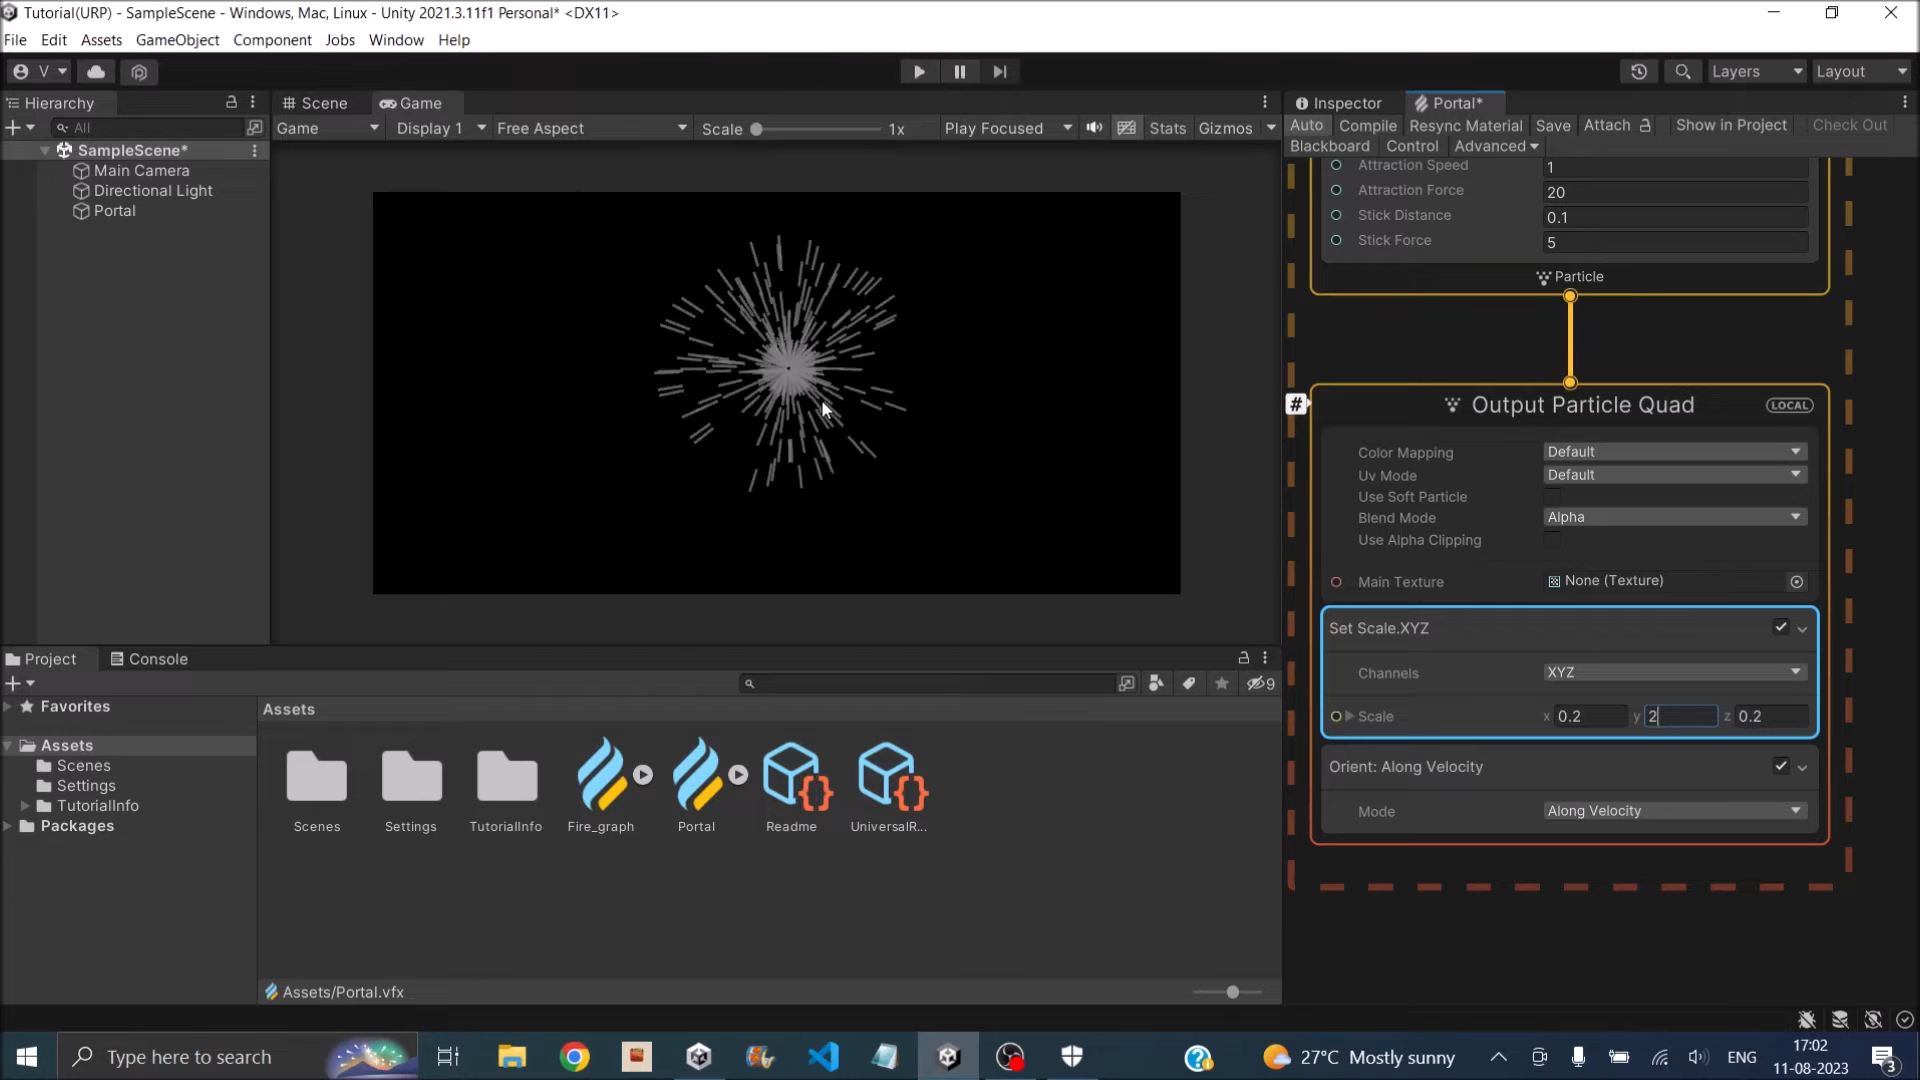 Tutorial(URP) - SampleScene - Windows, Mac, Linux - Unity 2021.3.11f1 Personal* <DX11>
File Edit Assets GameObject Component Jobs Window Help
V Layers Layout
Hierarchy
All
SampleScene*
Main Camera
Directional Light
Portal
Scene Game
Game Display 1 Free Aspect Scale 1x Play Focused Stats Gizmos
Inspector Portal*
Auto Compile Resync Material Save Attach Show in Project Check Out
Blackboard Control Advanced
Attraction Speed 1
Attraction Force 20
Stick Distance 0.1
Stick Force 5
Particle
# Output Particle Quad LOCAL
Color Mapping Default
Uv Mode Default
Use Soft Particle
Blend Mode Alpha
Use Alpha Clipping
Main Texture None (Texture)
Set Scale.XYZ
Channels XYZ
Scale x 0.2 y 2 z 0.2
Orient: Along Velocity
Mode Along Velocity
Project Console
9
Favorites
Assets
Scenes
Settings
TutorialInfo
Packages
Assets
Scenes Settings TutorialInfo Fire_graph Portal Readme UniversalR...
Assets/Portal.vfx
Type here to search
27°C Mostly sunny
ENG
17:02
11-08-2023
3